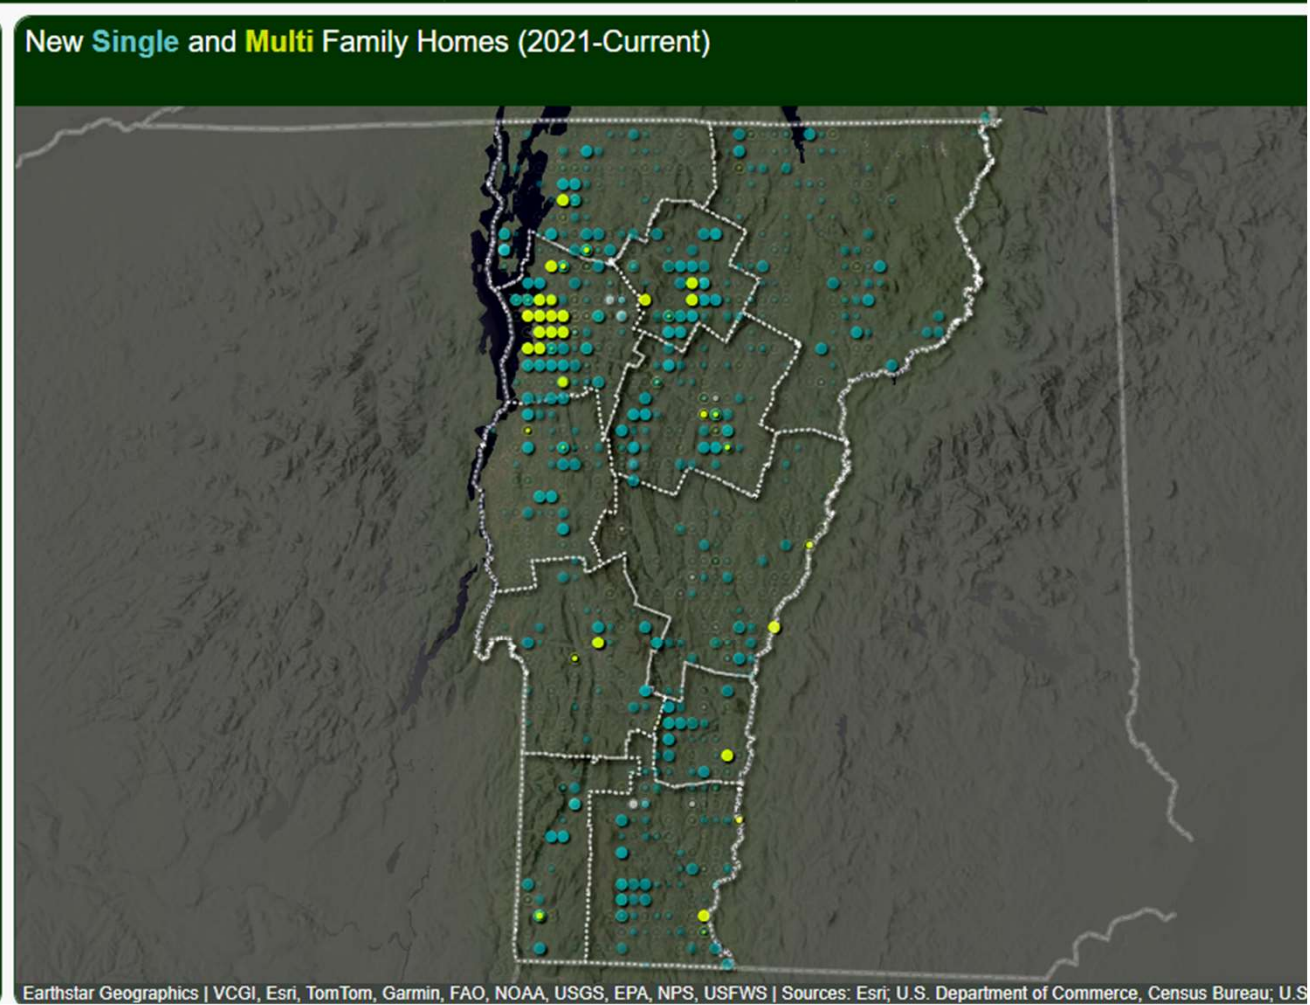 New Single and Multi Family Homes (2021-Current)
Earthstar Geographics | VCGI, Esri, TomTom, Garmin, FAO, NOAA, USGS, EPA, NPS, USFWS | Sources: Esri; U.S. Department of Commerce, Census Bureau; U.S